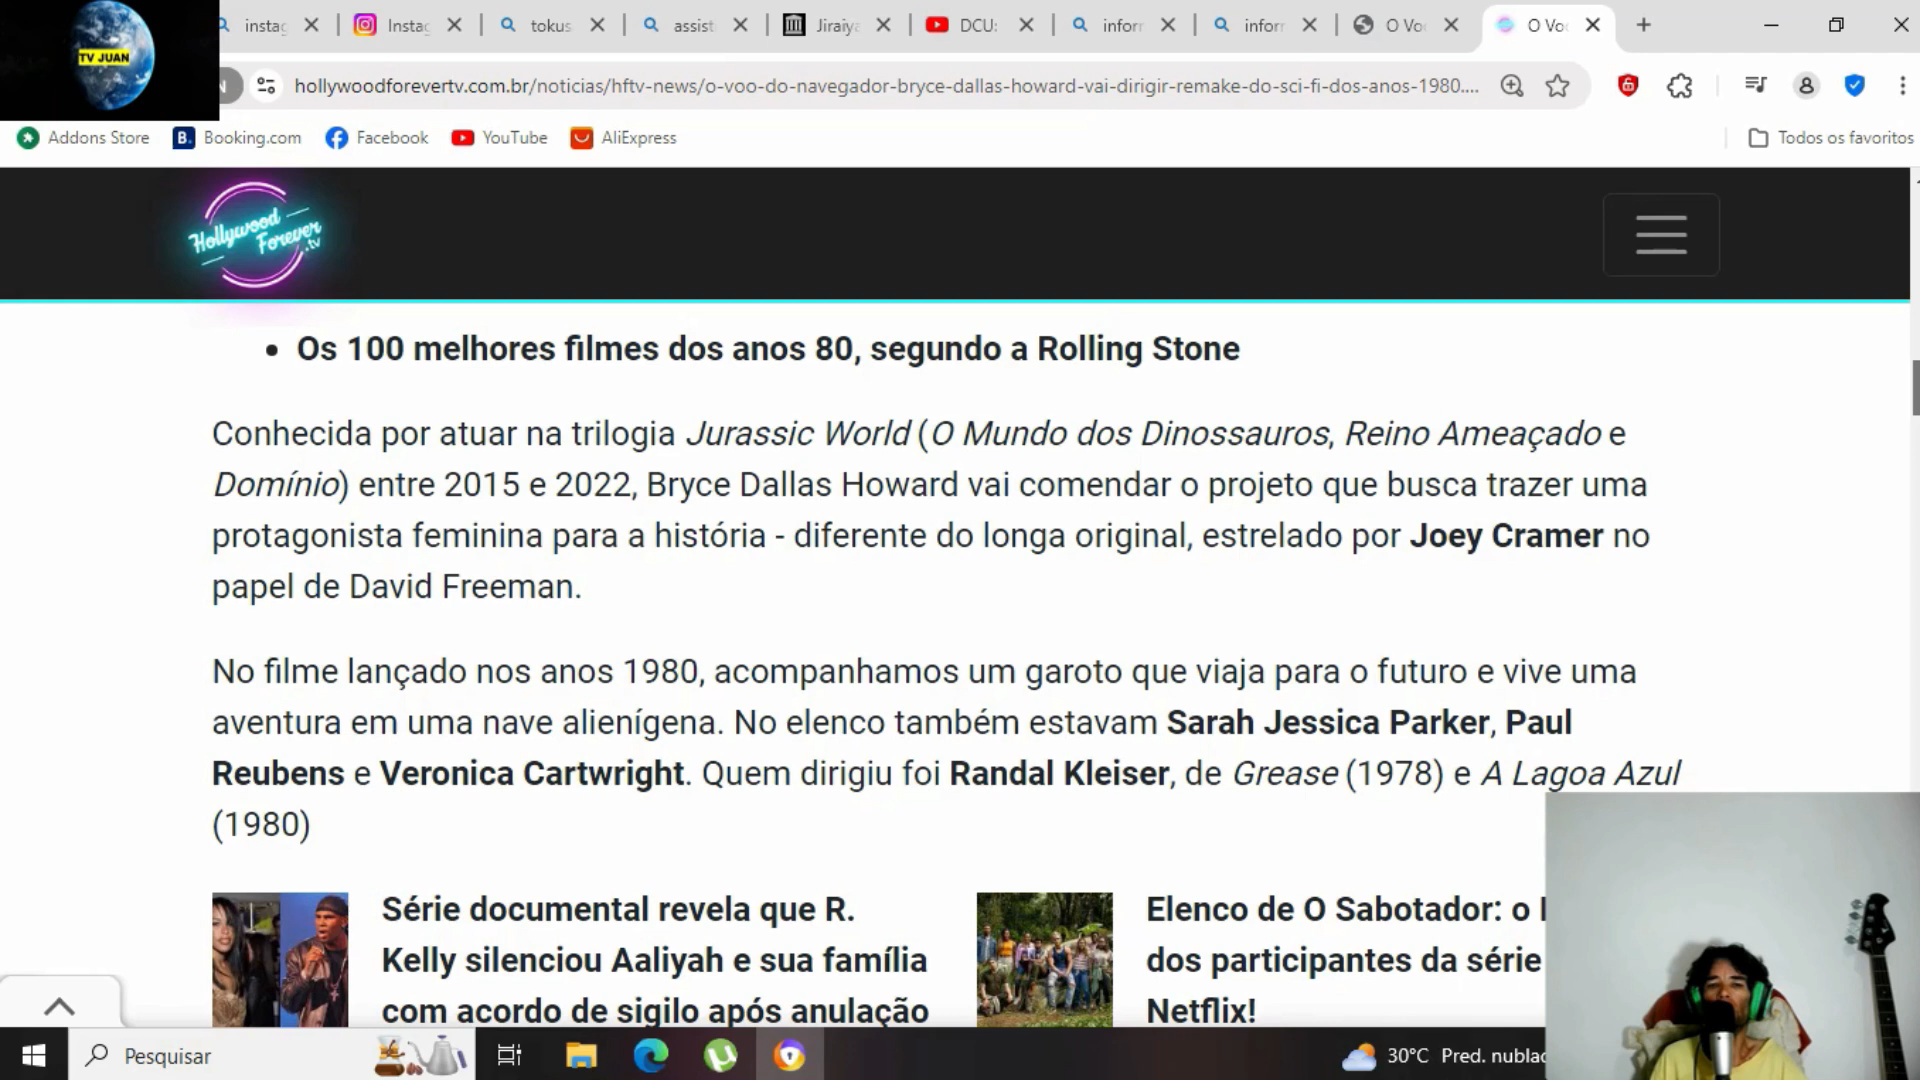 TV JUAN
instag
Instag
tokus
assist
Jiraiya
DCU:
inforr
inforr
O Vo
O Vo
hollywoodforevertv.com.br/noticias/hftv-news/o-voo-do-navegador-bryce-dallas-howard-vai-dirigir-remake-do-sci-fi-dos-anos-1980....
Addons Store
B. Booking.com
Facebook
YouTube
AliExpress
Todos os favoritos
Hollywood
Forever
.tv
• Os 100 melhores filmes dos anos 80, segundo a Rolling Stone
Conhecida por atuar na trilogia Jurassic World (O Mundo dos Dinossauros, Reino Ameaçado e
Domínio) entre 2015 e 2022, Bryce Dallas Howard vai comendar o projeto que busca trazer uma
protagonista feminina para a história - diferente do longa original, estrelado por Joey Cramer no
papel de David Freeman.
No filme lançado nos anos 1980, acompanhamos um garoto que viaja para o futuro e vive uma
aventura em uma nave alienígena. No elenco também estavam Sarah Jessica Parker, Paul
Reubens e Veronica Cartwright. Quem dirigiu foi Randal Kleiser, de Grease (1978) e A Lagoa Azul
(1980)
Série documental revela que R.
Kelly silenciou Aaliyah e sua família
com acordo de sigilo após anulação
Elenco de O Sabotador: o
dos participantes da série
Netflix!
Pesquisar
30°C Pred. nublad